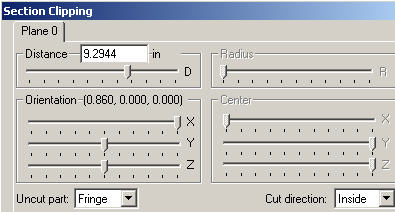 Section Clipping
Plane 0
Distance 9.2944 in Radius
D R
Orientation (0.860, 0.000, 0.000) Center
X X
Y Y
Z Z
Uncut part: Fringe Cut direction: Inside